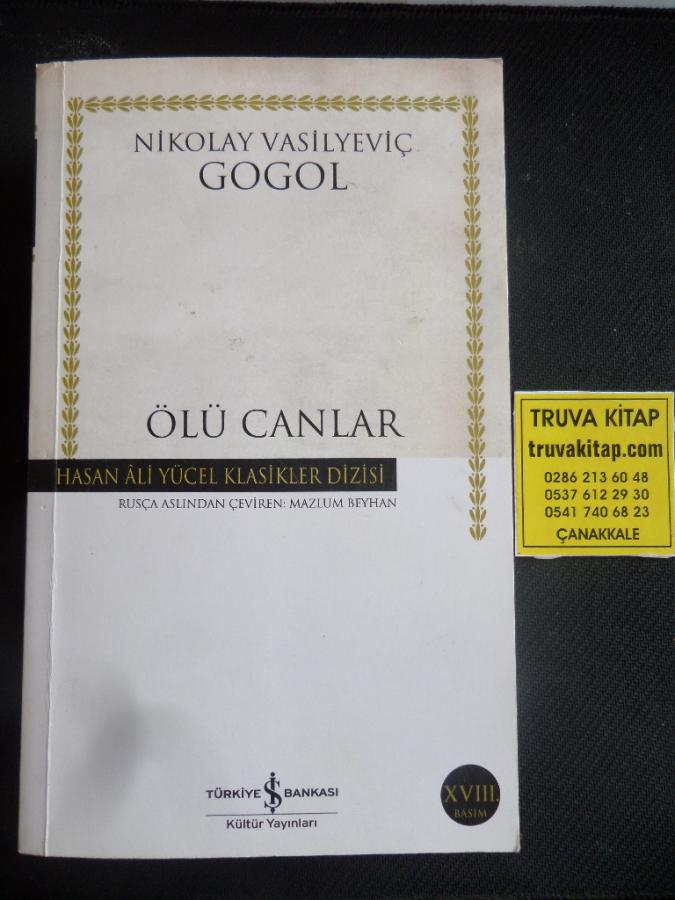 NİKOLAY VASİLYEVİÇ
GOGOL
ÖLÜ CANLAR
HASAN ÂLİ YÜCEL KLASİKLER DİZİSİ
RUSÇA ASLINDAN ÇEVİREN: MAZLUM BEYHAN
TÜRKİYE İŞ BANKASI
Kültür Yayınları
XVIII.
BASIM
TRUVA KİTAP
truvakitap.com
0286 213 60 48
0537 612 29 30
0541 740 68 23
ÇANAKKALE